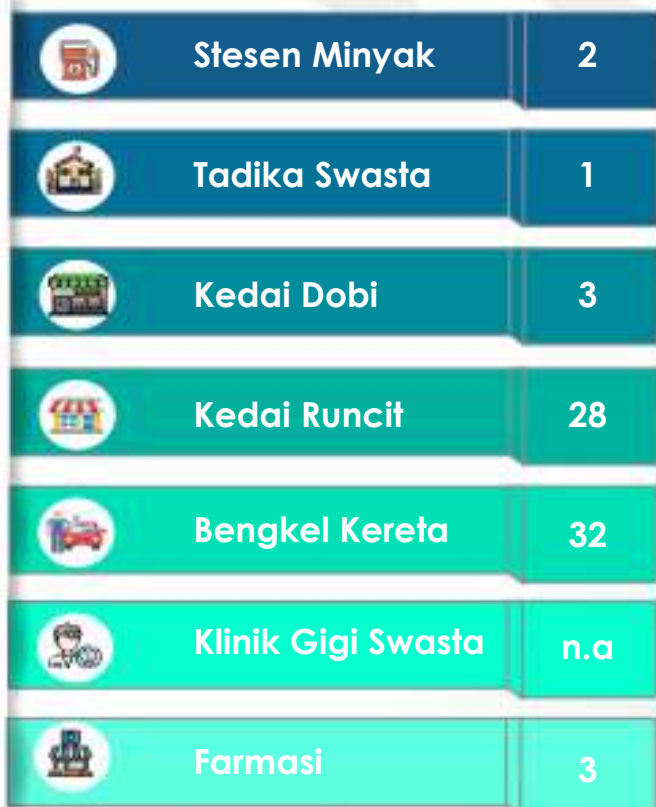 Stesen Minyak 2
Tadika Swasta 1
Kedai Dobi 3
Kedai Runcit 28
Bengkel Kereta 32
Klinik Gigi Swasta n.a
Farmasi 3